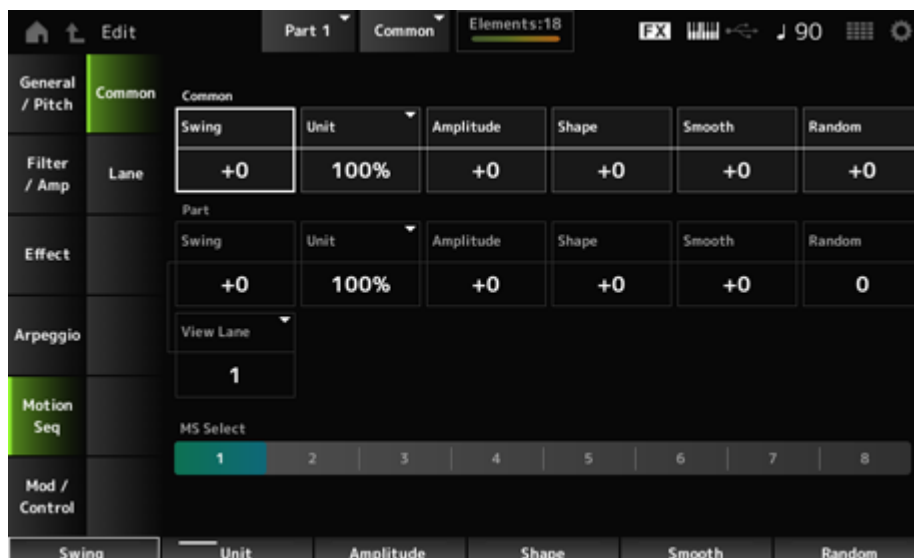 Edit Part 1 Common Elements:18 FX 90
General / Pitch
Common
Filter / Amp
Lane
Effect
Arpeggio
Motion Seq
Mod / Control
Common
Swing Unit Amplitude Shape Smooth Random
+0 100% +0 +0 +0 +0
Part
Swing Unit Amplitude Shape Smooth Random
+0 100% +0 +0 +0 0
View Lane
1
MS Select
1 2 3 4 5 6 7 8
Swing Unit Amplitude Shape Smooth Random